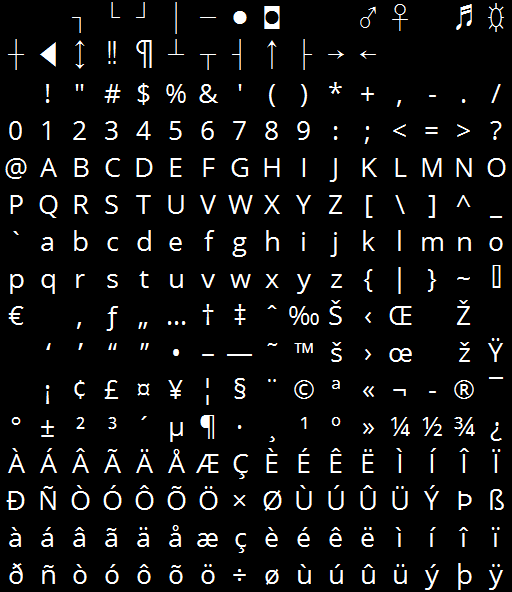 ┐ └ ┘ │ ─ ● ◘ ♂ ♀ ♬ ☼
┼ ◀ ↕ ‼ ¶ ┴ ┬ ┤ ↑ ├ → ←
! " # $ % & ' ( ) * + , - . /
0 1 2 3 4 5 6 7 8 9 : ; < = > ?
@ A B C D E F G H I J K L M N O
P Q R S T U V W X Y Z [ \ ] ^ _
` a b c d e f g h i j k l m n o
p q r s t u v w x y z { | } ~ ▯
€ ‚ ƒ „ … † ‡ ˆ ‰ Š ‹ Œ Ž
‘ ’ “ ” • – — ˜ ™ š › œ ž Ÿ
¡ ¢ £ ¤ ¥ ¦ § ¨ © ª « ¬ - ® ¯
° ± ² ³ ´ µ ¶ · ¸ ¹ º » ¼ ½ ¾ ¿
À Á Â Ã Ä Å Æ Ç È É Ê Ë Ì Í Î Ï
Ð Ñ Ò Ó Ô Õ Ö × Ø Ù Ú Û Ü Ý Þ ß
à á â ã ä å æ ç è é ê ë ì í î ï
ð ñ ò ó ô õ ö ÷ ø ù ú û ü ý þ ÿ